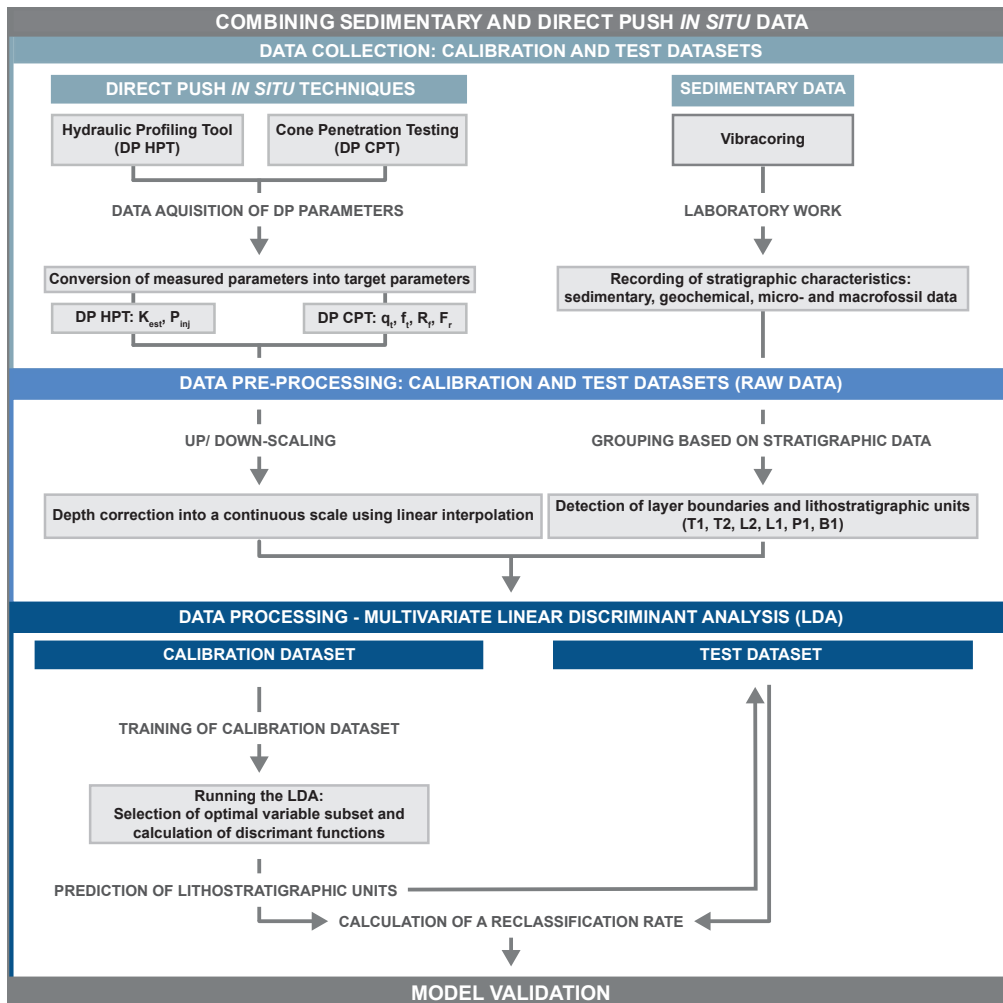 COMBINING SEDIMENTARY AND DIRECT PUSH IN SITU DATA
DATA COLLECTION: CALIBRATION AND TEST DATASETS
DIRECT PUSH IN SITU TECHNIQUES
SEDIMENTARY DATA
Hydraulic Profiling Tool
(DP HPT)
Cone Penetration Testing
(DP CPT)
Vibracoring
DATA AQUISITION OF DP PARAMETERS
LABORATORY WORK
Conversion of measured parameters into target parameters
Recording of stratigraphic characteristics:
sedimentary, geochemical, micro- and macrofossil data
DP HPT: Kest, Pinj
DP CPT: qt, ft, Rf, Fr
DATA PRE-PROCESSING: CALIBRATION AND TEST DATASETS (RAW DATA)
UP/ DOWN-SCALING
GROUPING BASED ON STRATIGRAPHIC DATA
Depth correction into a continuous scale using linear interpolation
Detection of layer boundaries and lithostratigraphic units
(T1, T2, L2, L1, P1, B1)
DATA PROCESSING - MULTIVARIATE LINEAR DISCRIMINANT ANALYSIS (LDA)
CALIBRATION DATASET
TEST DATASET
TRAINING OF CALIBRATION DATASET
Running the LDA:
Selection of optimal variable subset and
calculation of discrimant functions
PREDICTION OF LITHOSTRATIGRAPHIC UNITS
CALCULATION OF A RECLASSIFICATION RATE
MODEL VALIDATION